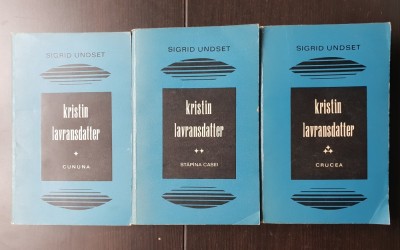 SIGRID UNDSET
kristin
lavransdatter
CUNUNA
SIGRID UNDSET
kristin
lavransdatter
STĂPÎNA CASEI
SIGRID UNDSET
kristin
lavransdatter
CRUCEA